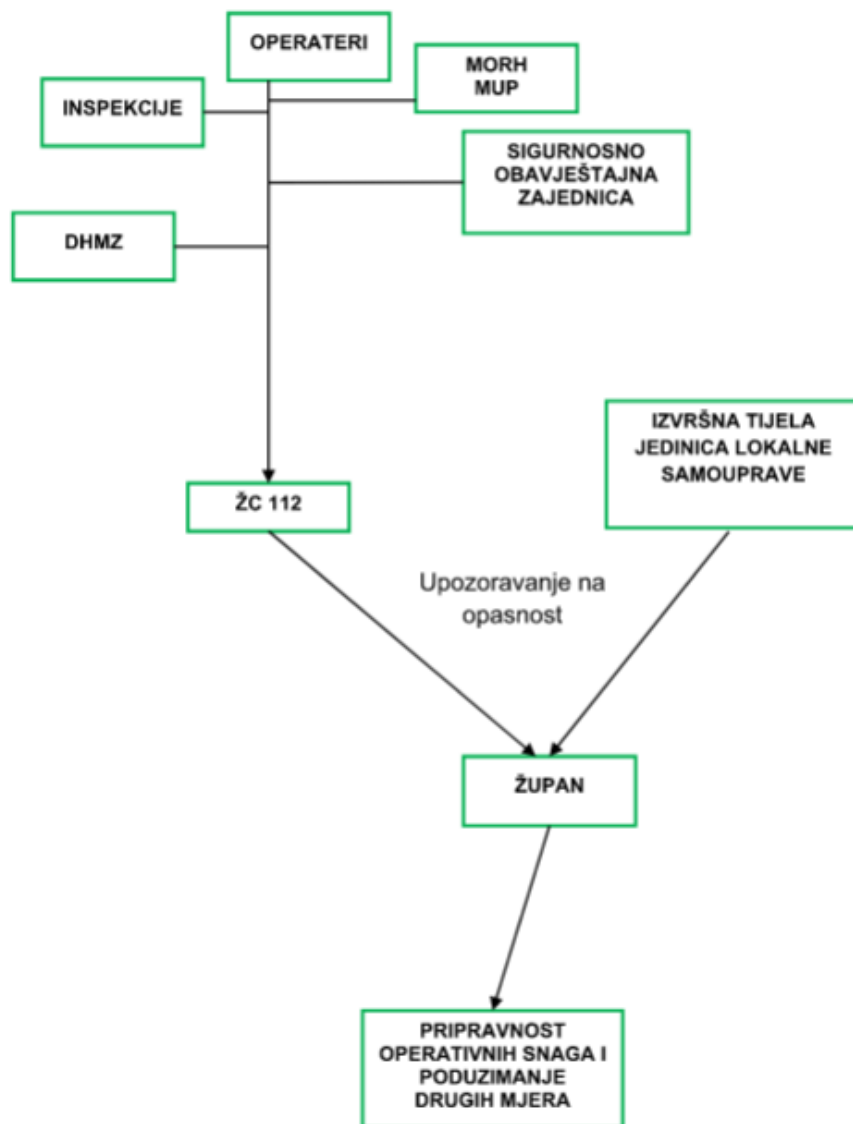 OPERATERI
MORH
MUP
INSPEKCIJE
SIGURNOSNO
OBAVJEŠTAJNA
ZAJEDNICA
DHMZ
IZVRŠNA TIJELA
JEDINICA LOKALNE
SAMOUPRAVE
ŽC 112
Upozoravanje na
opasnost
ŽUPAN
PRIPRAVNOST
OPERATIVNIH SNAGA I
PODUZIMANJE
DRUGIH MJERA